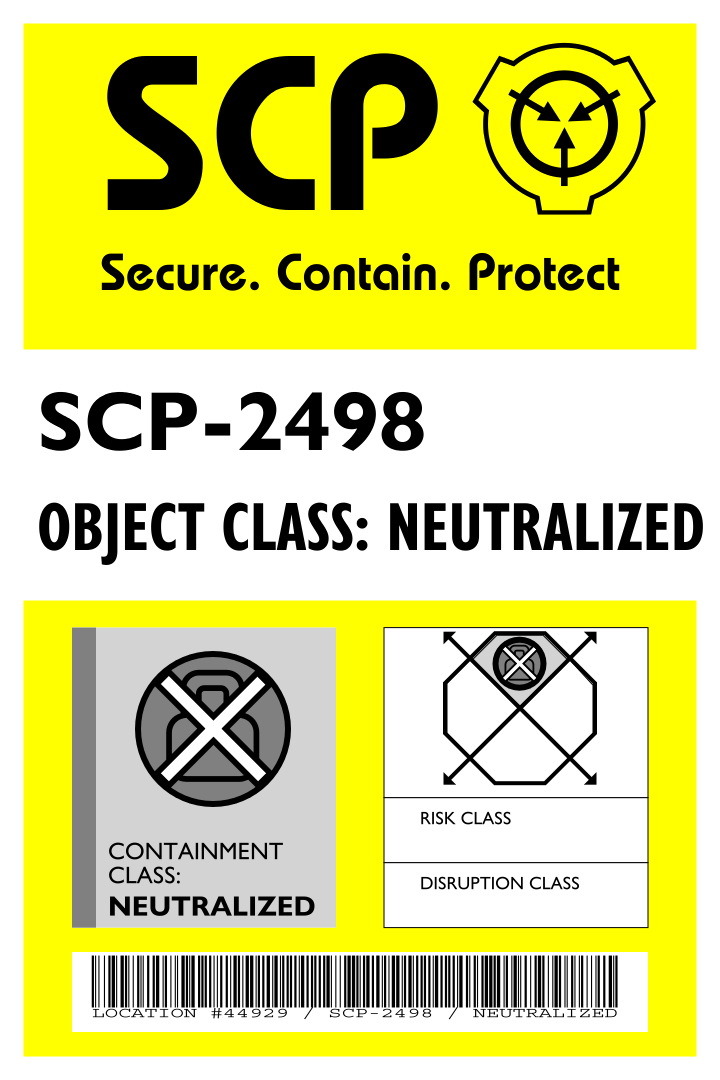 SCP
Secure. Contain. Protect
SCP-2498
OBJECT CLASS: NEUTRALIZED
CONTAINMENT
CLASS:
NEUTRALIZED
RISK CLASS
DISRUPTION CLASS
LOCATION #44929 / SCP-2498 / NEUTRALIZED